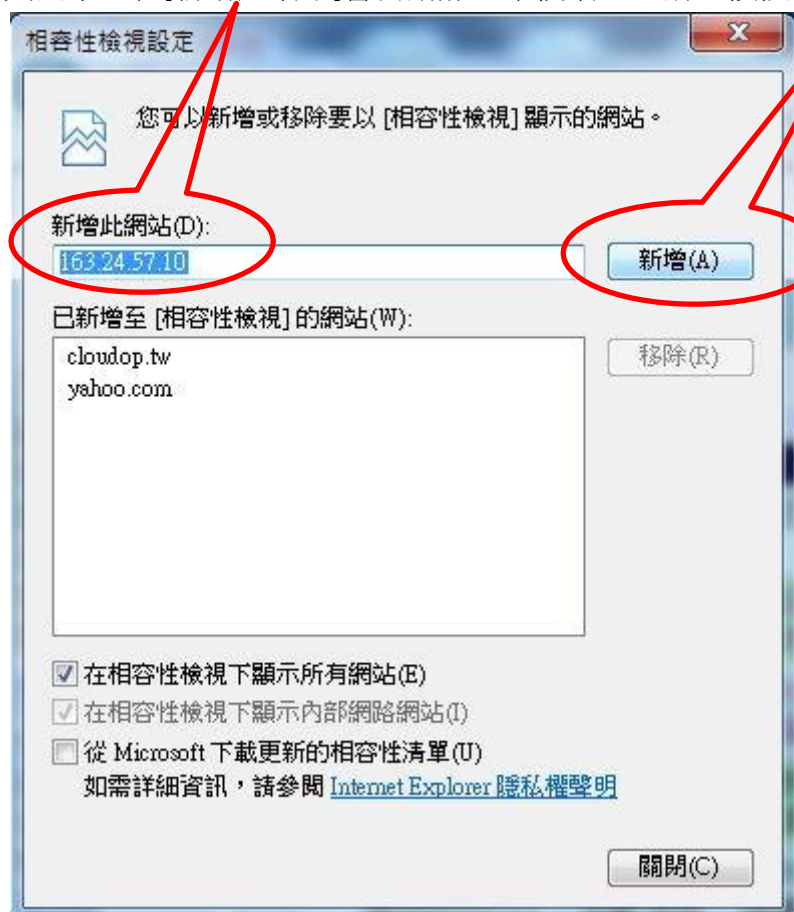 相容性檢視設定
您可以新增或移除要以 [相容性檢視] 顯示的網站。
新增此網站(D):
163.24.57.10
新增(A)
已新增至 [相容性檢視] 的網站(W):
cloudop.tw
yahoo.com
移除(R)
在相容性檢視下顯示所有網站(E)
在相容性檢視下顯示內部網路網站(I)
從 Microsoft 下載更新的相容性清單(U)
如需詳細資訊,請參閱 Internet Explorer 隱私權聲明
關閉(C)